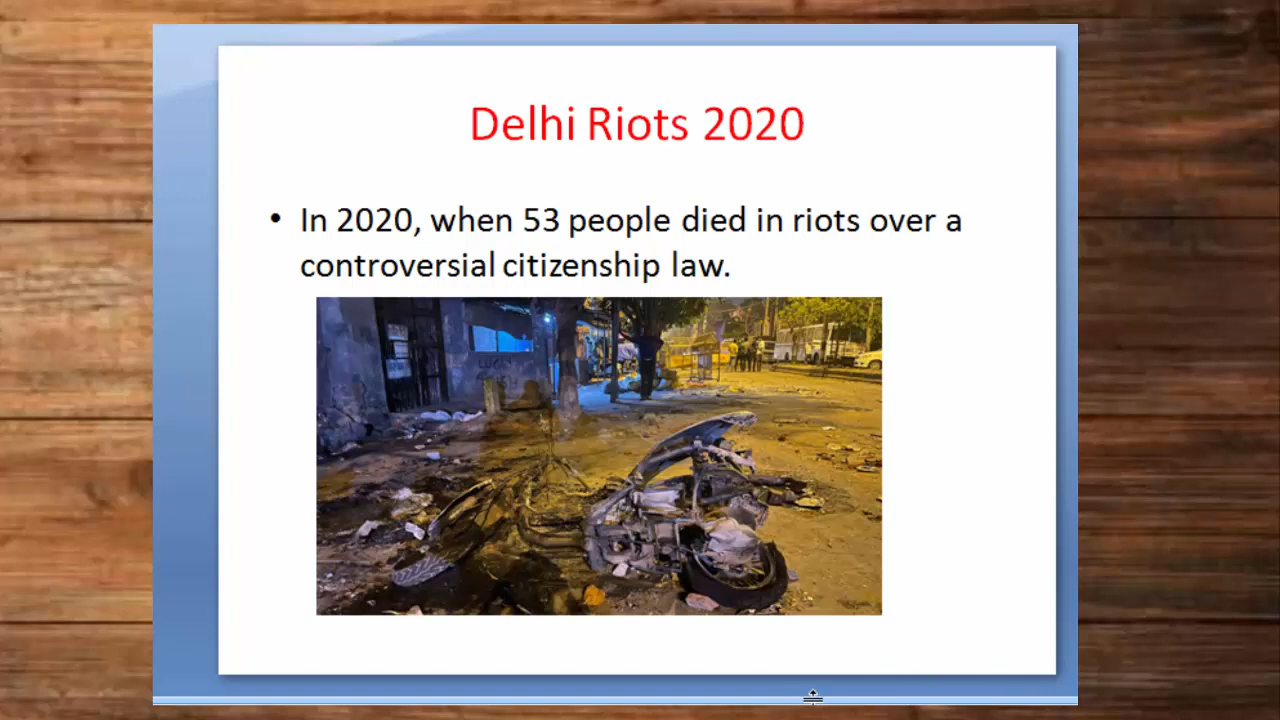 Delhi Riots 2020
• In 2020, when 53 people died in riots over a
controversial citizenship law.